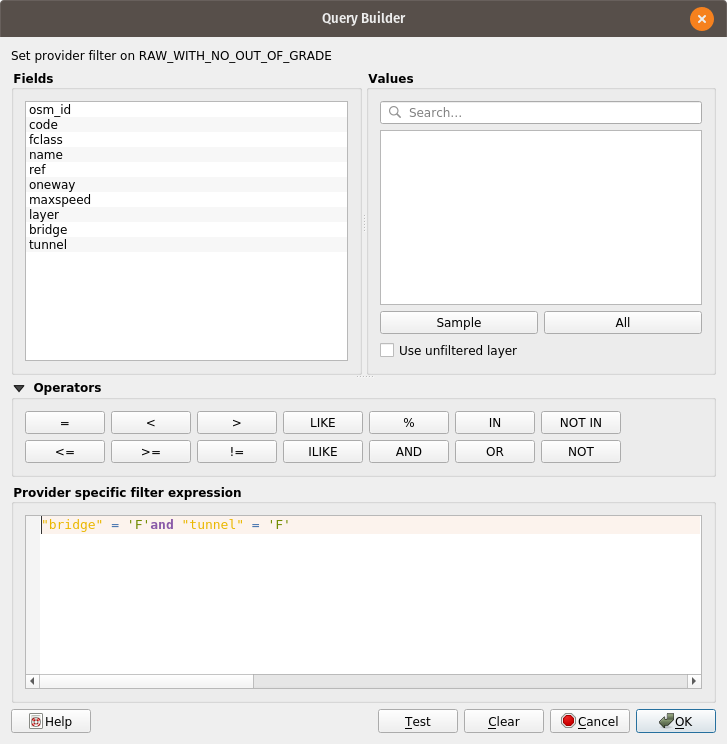 Query Builder
Set provider filter on RAW_WITH_NO_OUT_OF_GRADE
Fields
osm_id
code
fclass
name
ref
oneway
maxspeed
layer
bridge
tunnel
Values
Search...
Sample All
Use unfiltered layer
Operators
= < > LIKE % IN NOT IN
<= >= != ILIKE AND OR NOT
Provider specific filter expression
"bridge" = 'F'and "tunnel" = 'F'
Help Test Clear Cancel OK